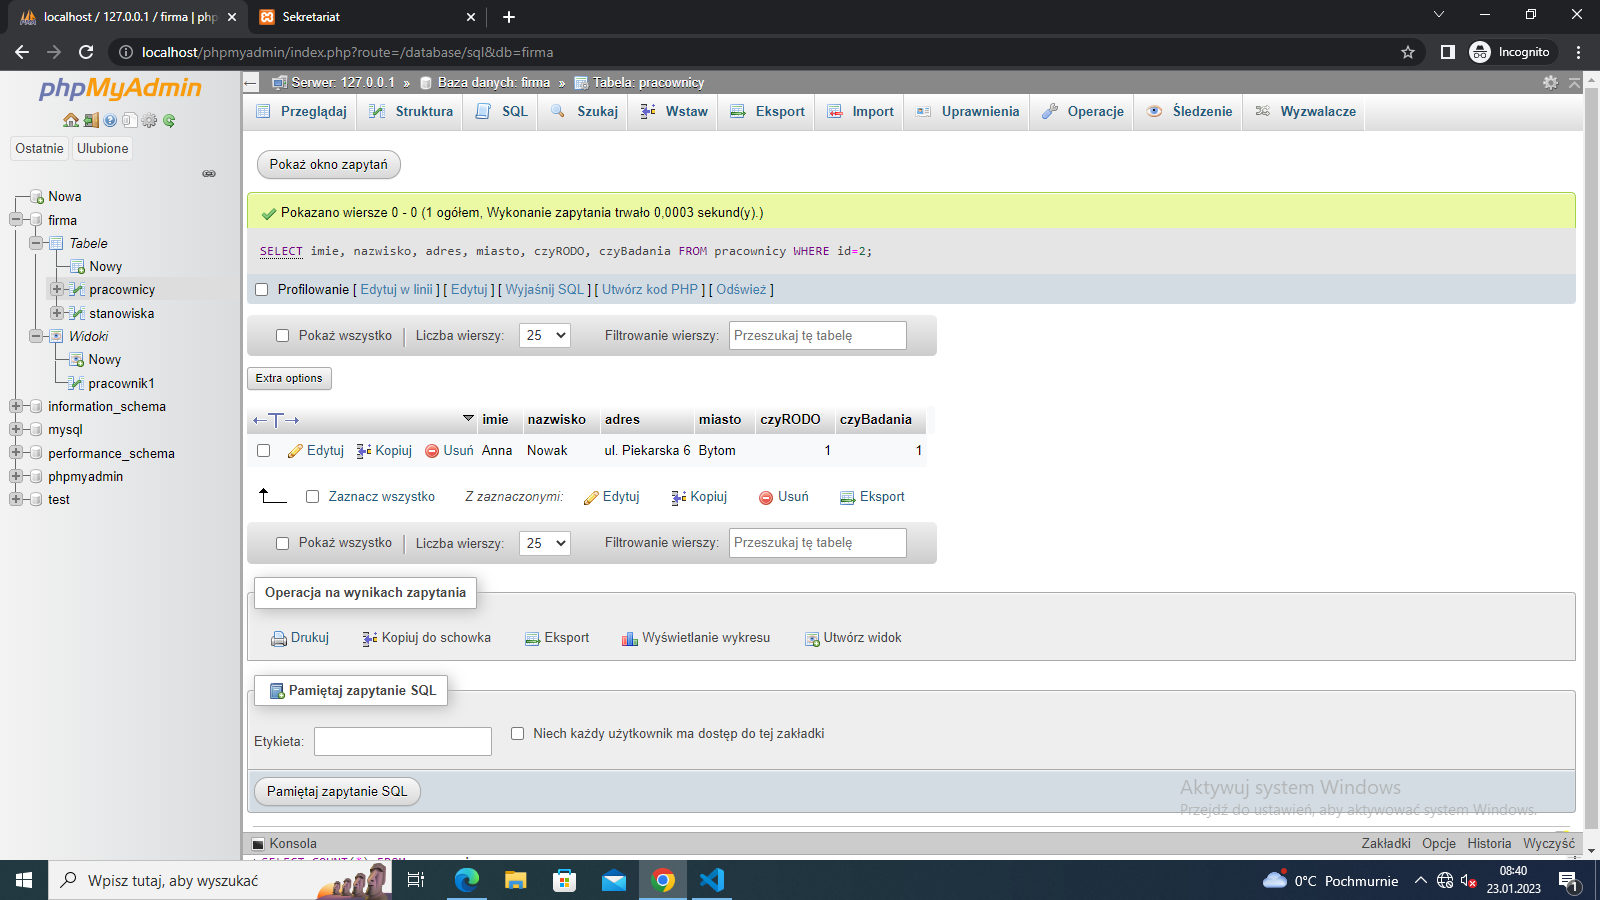 localhost / 127.0.0.1 / firma | php
Sekretariat
localhost/phpmyadmin/index.php?route=/database/sql&db=firma
Incognito
phpMyAdmin
Ostatnie
Ulubione
Nowa
firma
Tabele
Nowy
pracownicy
stanowiska
Widoki
Nowy
pracownik1
information_schema
mysql
performance_schema
phpmyadmin
test
Serwer: 127.0.0.1 » Baza danych: firma » Tabela: pracownicy
Przeglądaj Struktura SQL Szukaj Wstaw Eksport Import Uprawnienia Operacje Śledzenie Wyzwalacze
Pokaż okno zapytań
Pokazano wiersze 0 - 0 (1 ogółem, Wykonanie zapytania trwało 0,0003 sekund(y).)
SELECT imie, nazwisko, adres, miasto, czyRODO, czyBadania FROM pracownicy WHERE id=2;
Profilowanie [ Edytuj w linii ] [ Edytuj ] [ Wyjaśnij SQL ] [ Utwórz kod PHP ] [ Odśwież ]
Pokaż wszystko | Liczba wierszy: 25 Filtrowanie wierszy: Przeszukaj tę tabelę
Extra options
←T→ imie nazwisko adres miasto czyRODO czyBadania
Edytuj Kopiuj Usuń Anna Nowak ul. Piekarska 6 Bytom 1 1
Zaznacz wszystko Z zaznaczonymi: Edytuj Kopiuj Usuń Eksport
Pokaż wszystko | Liczba wierszy: 25 Filtrowanie wierszy: Przeszukaj tę tabelę
Operacja na wynikach zapytania
Drukuj Kopiuj do schowka Eksport Wyświetlanie wykresu Utwórz widok
Pamiętaj zapytanie SQL
Etykieta: Niech każdy użytkownik ma dostęp do tej zakładki
Pamiętaj zapytanie SQL
Aktywuj system Windows
Przejdź do ustawień, aby aktywować system Windows.
Konsola
Zakładki Opcje Historia Wyczyść
SELECT COUNT(*) FROM
Wpisz tutaj, aby wyszukać
0°C Pochmurnie
08:40
23.01.2023
1